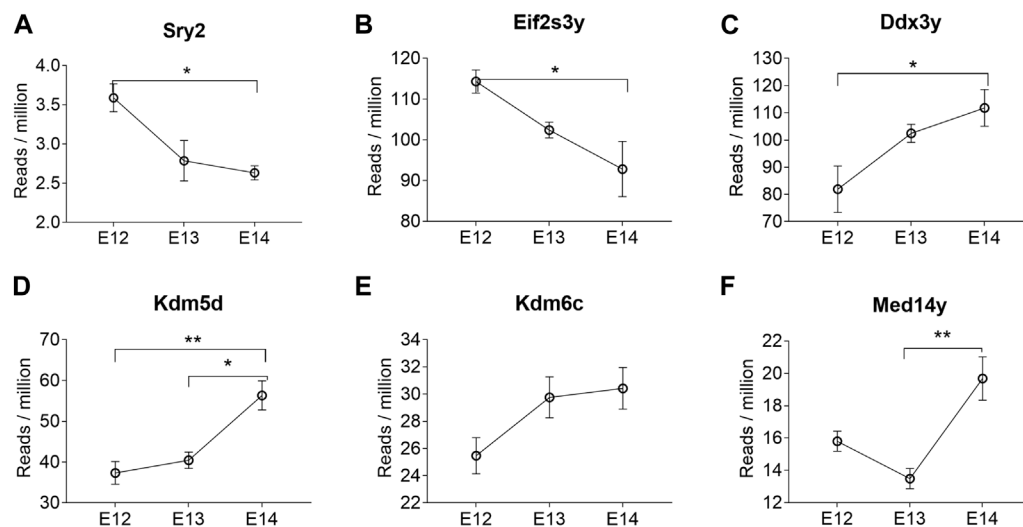 A
Sry2
Reads / million
4.0
3.5
3.0
2.5
2.0
*
E12 E13 E14
B
Eif2s3y
Reads / million
120
110
100
90
80
*
E12 E13 E14
C
Ddx3y
Reads / million
130
120
110
100
90
80
70
*
E12 E13 E14
D
Kdm5d
Reads / million
70
60
50
40
30
**
*
E12 E13 E14
E
Kdm6c
Reads / million
34
32
30
28
26
24
22
E12 E13 E14
F
Med14y
Reads / million
22
20
18
16
14
12
**
E12 E13 E14